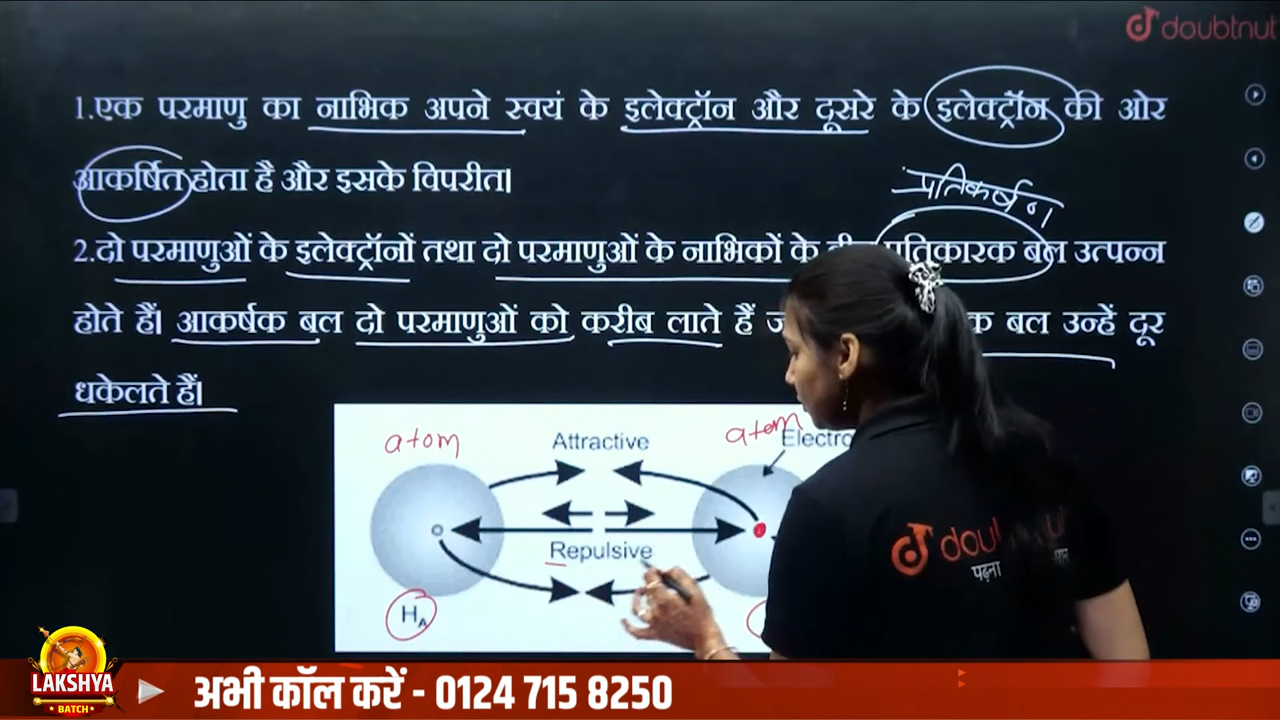 doubtnut
1.एक परमाणु का नाभिक अपने स्वयं के इलेक्ट्रॉन और दूसरे के इलेक्ट्रॉन की ओर
आकर्षित होता है और इसके विपरीत।
प्रतिकर्षण
2.दो परमाणुओं के इलेक्ट्रॉनों तथा दो परमाणुओं के नाभिकों के प्रतिकारक बल उत्पन्न
होते हैं। आकर्षक बल दो परमाणुओं को करीब लाते हैं बल उन्हें दूर
धकेलते हैं।
atom Attractive atom
Repulsive
H_A
doubtnut
पढ़ना
LAKSHYA
BATCH
अभी कॉल करें - 0124 715 8250